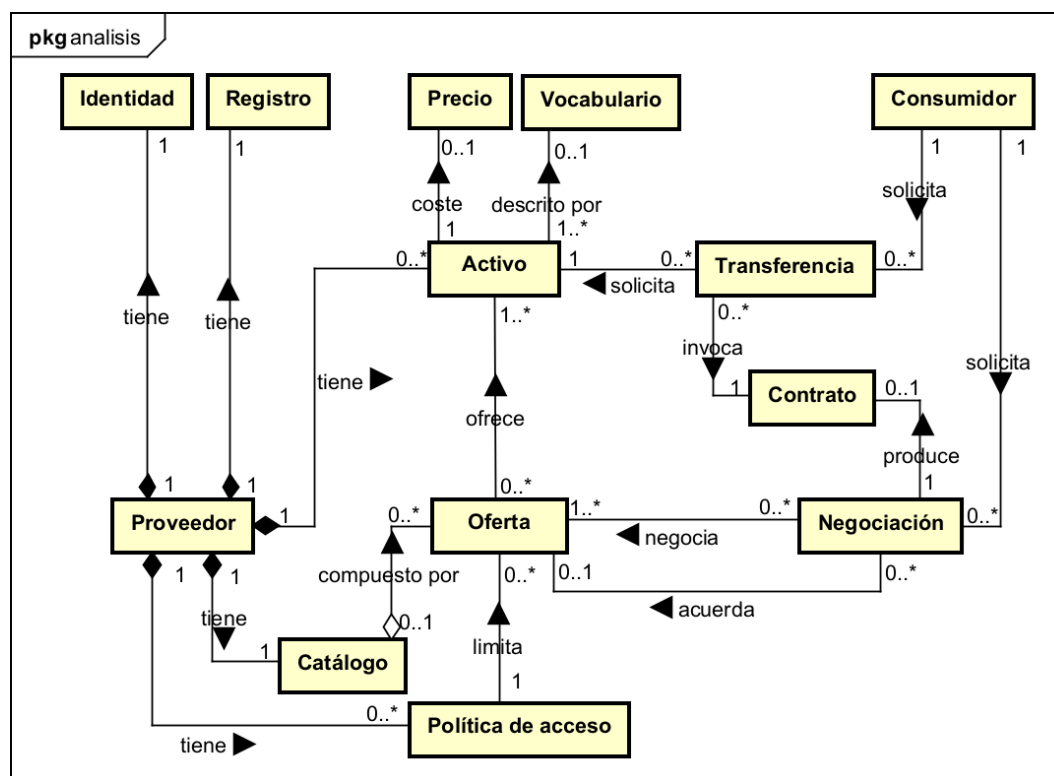 pkg analisis
Identidad
Registro
Precio
Vocabulario
Consumidor
1
1
0..1
0..1
1
1
coste
descrito por
solicita
1
1..*
0..*
Activo
1
0..*
Transferencia
0..*
solicita
tiene
tiene
1..*
0..*
invoca
solicita
tiene
1
Contrato
0..1
ofrece
produce
1
1
0..*
1
Proveedor
1
0..*
Oferta
1..*
0..*
Negociación
0..*
negocia
1
1
compuesto por
0..*
0..1
0..*
tiene
0..1
limita
acuerda
1
Catálogo
1
0..*
Política de acceso
tiene